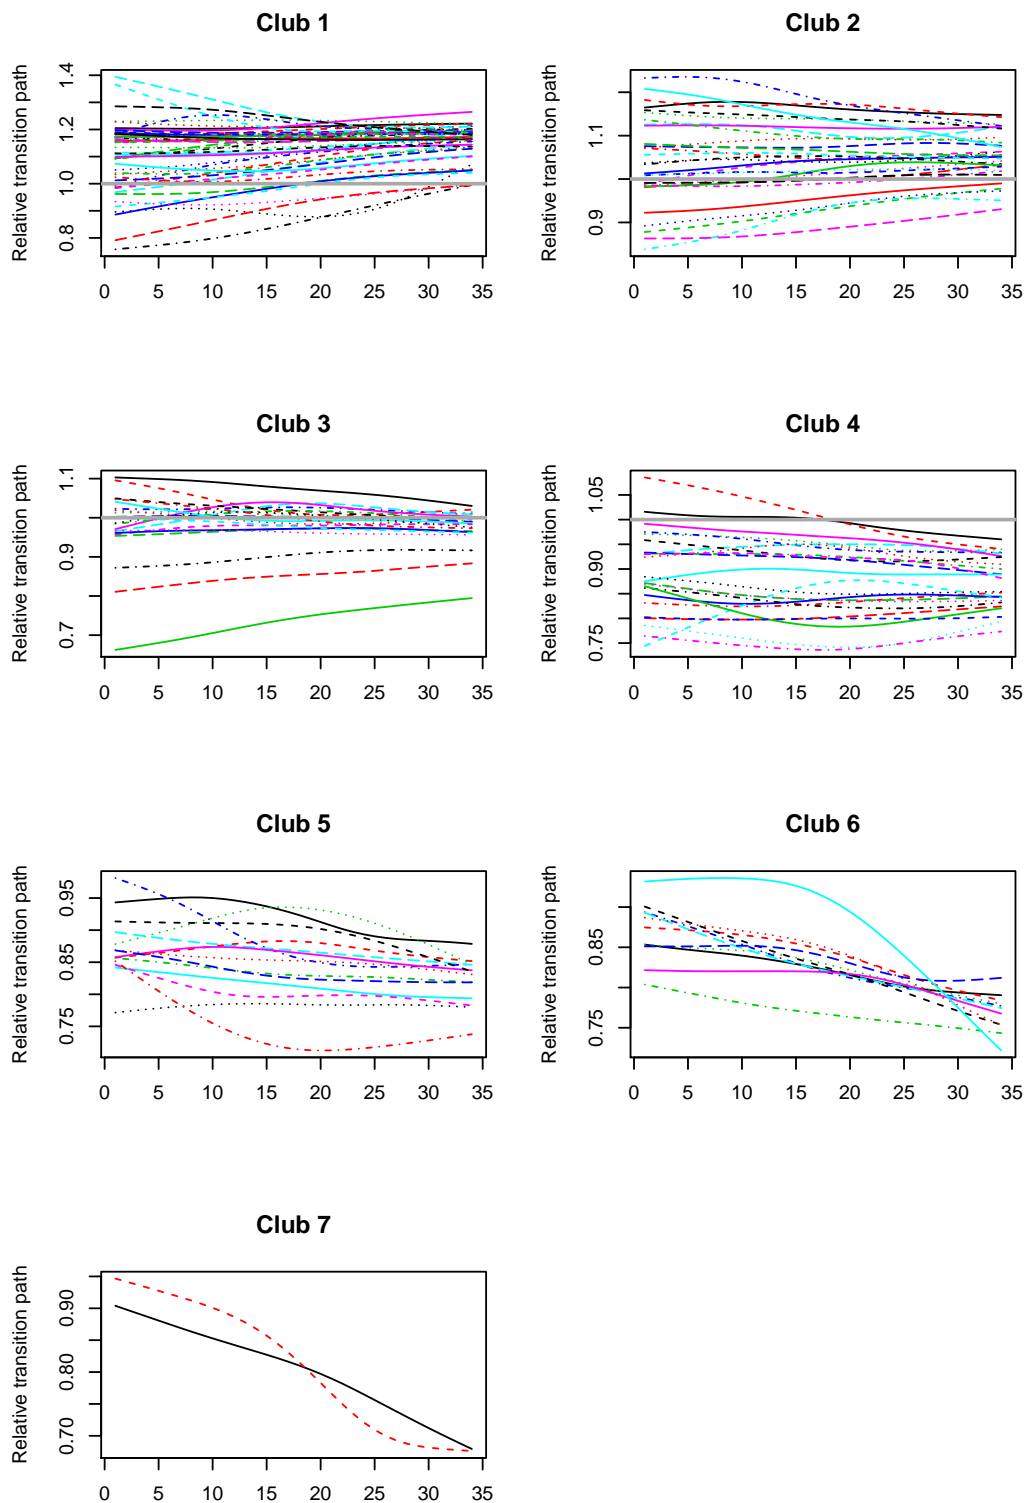 Club 1
Relative transition path
0.8 1.0 1.2 1.4
0 5 10 15 20 25 30 35
Club 2
Relative transition path
0.9 1.1
0 5 10 15 20 25 30 35
Club 3
Relative transition path
0.7 0.9 1.1
0 5 10 15 20 25 30 35
Club 4
Relative transition path
0.75 0.90 1.05
0 5 10 15 20 25 30 35
Club 5
Relative transition path
0.75 0.85 0.95
0 5 10 15 20 25 30 35
Club 6
Relative transition path
0.75 0.85
0 5 10 15 20 25 30 35
Club 7
Relative transition path
0.70 0.80 0.90
0 5 10 15 20 25 30 35